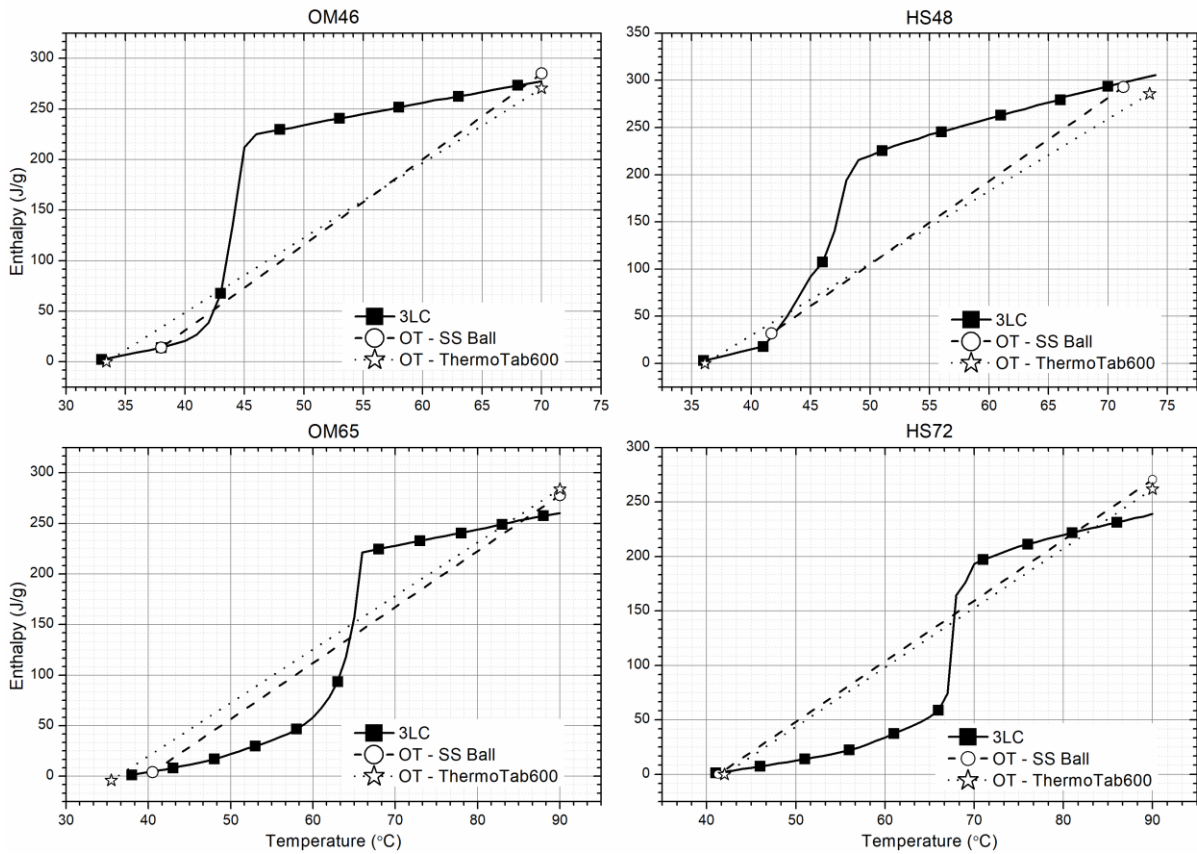 OM46
Enthalpy (J/g)
300
250
200
150
100
50
0
30 35 40 45 50 55 60 65 70 75
3LC
OT - SS Ball
OT - ThermoTab600
HS48
350
300
250
200
150
100
50
0
35 40 45 50 55 60 65 70 75
3LC
OT - SS Ball
OT - ThermoTab600
OM65
Enthalpy (J/g)
300
250
200
150
100
50
0
30 40 50 60 70 80 90
Temperature (°C)
3LC
OT - SS Ball
OT - ThermoTab600
HS72
300
250
200
150
100
50
0
40 50 60 70 80 90
Temperature (°C)
3LC
OT - SS Ball
OT - ThermoTab600